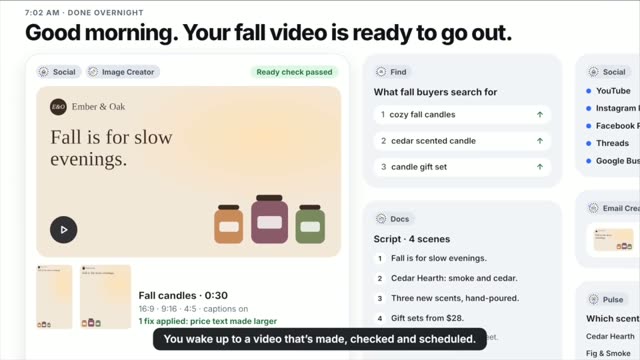 7:02 AM · DONE OVERNIGHT
Good morning. Your fall video is ready to go out.
Social
Image Creator
Ready check passed
E&O
Ember & Oak
Fall is for slow
evenings.
Fall candles · 0:30
16:9 · 9:16 · 4:5 · captions on
1 fix applied: price text made larger
Find
What fall buyers search for
1 cozy fall candles
2 cedar scented candle
3 candle gift set
Docs
Script · 4 scenes
1 Fall is for slow evenings.
2 Cedar Hearth: smoke and cedar.
3 Three new scents, hand-poured.
4 Gift sets from $28.
Social
YouTube
Instagram
Facebook
Threads
Google Bus
Email Crea
Pulse
Which scent
Cedar Hearth
Fig
You wake up to a video that's made, checked and scheduled.